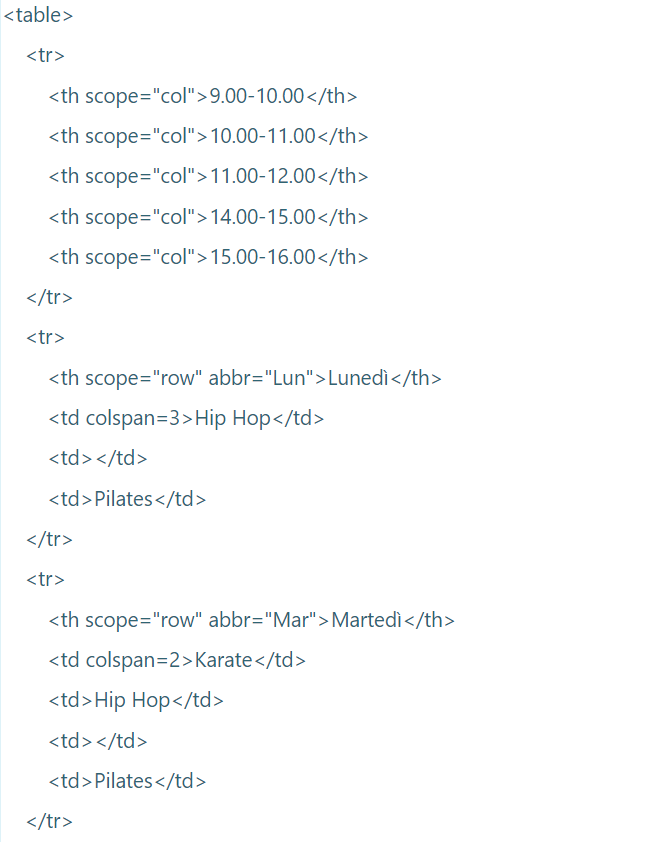 <table>
<tr>
<th scope="col">9.00-10.00</th>
<th scope="col">10.00-11.00</th>
<th scope="col">11.00-12.00</th>
<th scope="col">14.00-15.00</th>
<th scope="col">15.00-16.00</th>
</tr>
<tr>
<th scope="row" abbr="Lun">Lunedì</th>
<td colspan=3>Hip Hop</td>
<td></td>
<td>Pilates</td>
</tr>
<tr>
<th scope="row" abbr="Mar">Martedì</th>
<td colspan=2>Karate</td>
<td>Hip Hop</td>
<td></td>
<td>Pilates</td>
</tr>